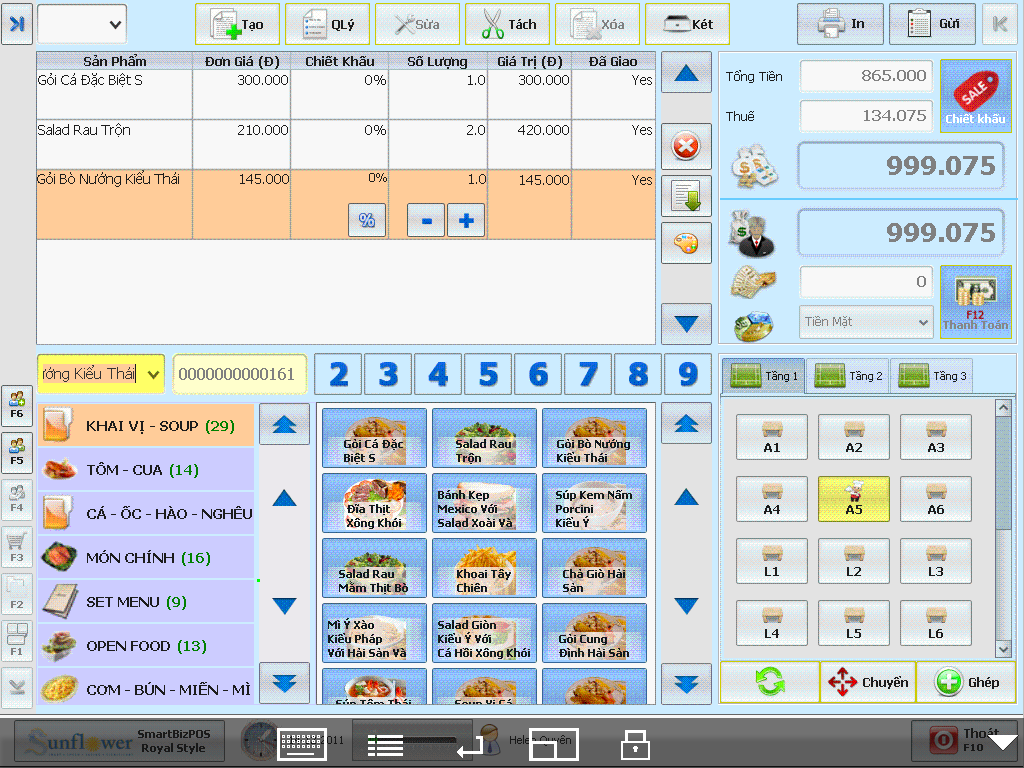 Tạo
QLý
Sửa
Tách
Xóa
Két
In
Gửi
Sản Phẩm Đơn Giá (Đ) Chiết Khấu Số Lượng Giá Trị (Đ) Đã Giao
Gỏi Cá Đặc Biệt S 300.000 0% 1.0 300.000 Yes
Salad Rau Trộn 210.000 0% 2.0 420.000 Yes
Gỏi Bò Nướng Kiểu Thái 145.000 0% 1.0 145.000 Yes
% - +
Tổng Tiền 865.000
Thuế 134.075
SALE
Chiết khấu
999.075
999.075
0
Tiền Mặt
F12
Thanh Toán
ướng Kiểu Thái 0000000000161 2 3 4 5 6 7 8 9
Tầng 1 Tầng 2 Tầng 3
F6
F5
F4
F3
F2
F1
KHAI VỊ - SOUP (29)
TÔM - CUA (14)
CÁ - ỐC - HÀO - NGHÊU
MÓN CHÍNH (16)
SET MENU (9)
OPEN FOOD (13)
CƠM - BÚN - MIẾN - MÌ
Gỏi Cá Đặc
Biệt S
Salad Rau
Trộn
Gỏi Bò Nướng
Kiểu Thái
Đĩa Thịt
Xông Khói
Bánh Kẹp
Mexico Với
Salad Xoài Và
Súp Kem Nấm
Porcini
Kiểu Ý
Salad Rau
Mầm Thịt Bò
Khoai Tây
Chiên
Chả Giò Hải
Sản
Mì Ý Xào
Kiểu Pháp
Với Hải Sản Và
Salad Giòn
Kiểu Ý Với
Cá Hồi Xông Khói
Gỏi Cung
Đình Hải Sản
Súp Tôm Thái
Soup Vi Cá
A1 A2 A3
A4 A5 A6
L1 L2 L3
L4 L5 L6
Chuyển
Ghép
Sunflower
SmartBizPOS
Royal Style
2011
Helen Quyên
Thoát
F10